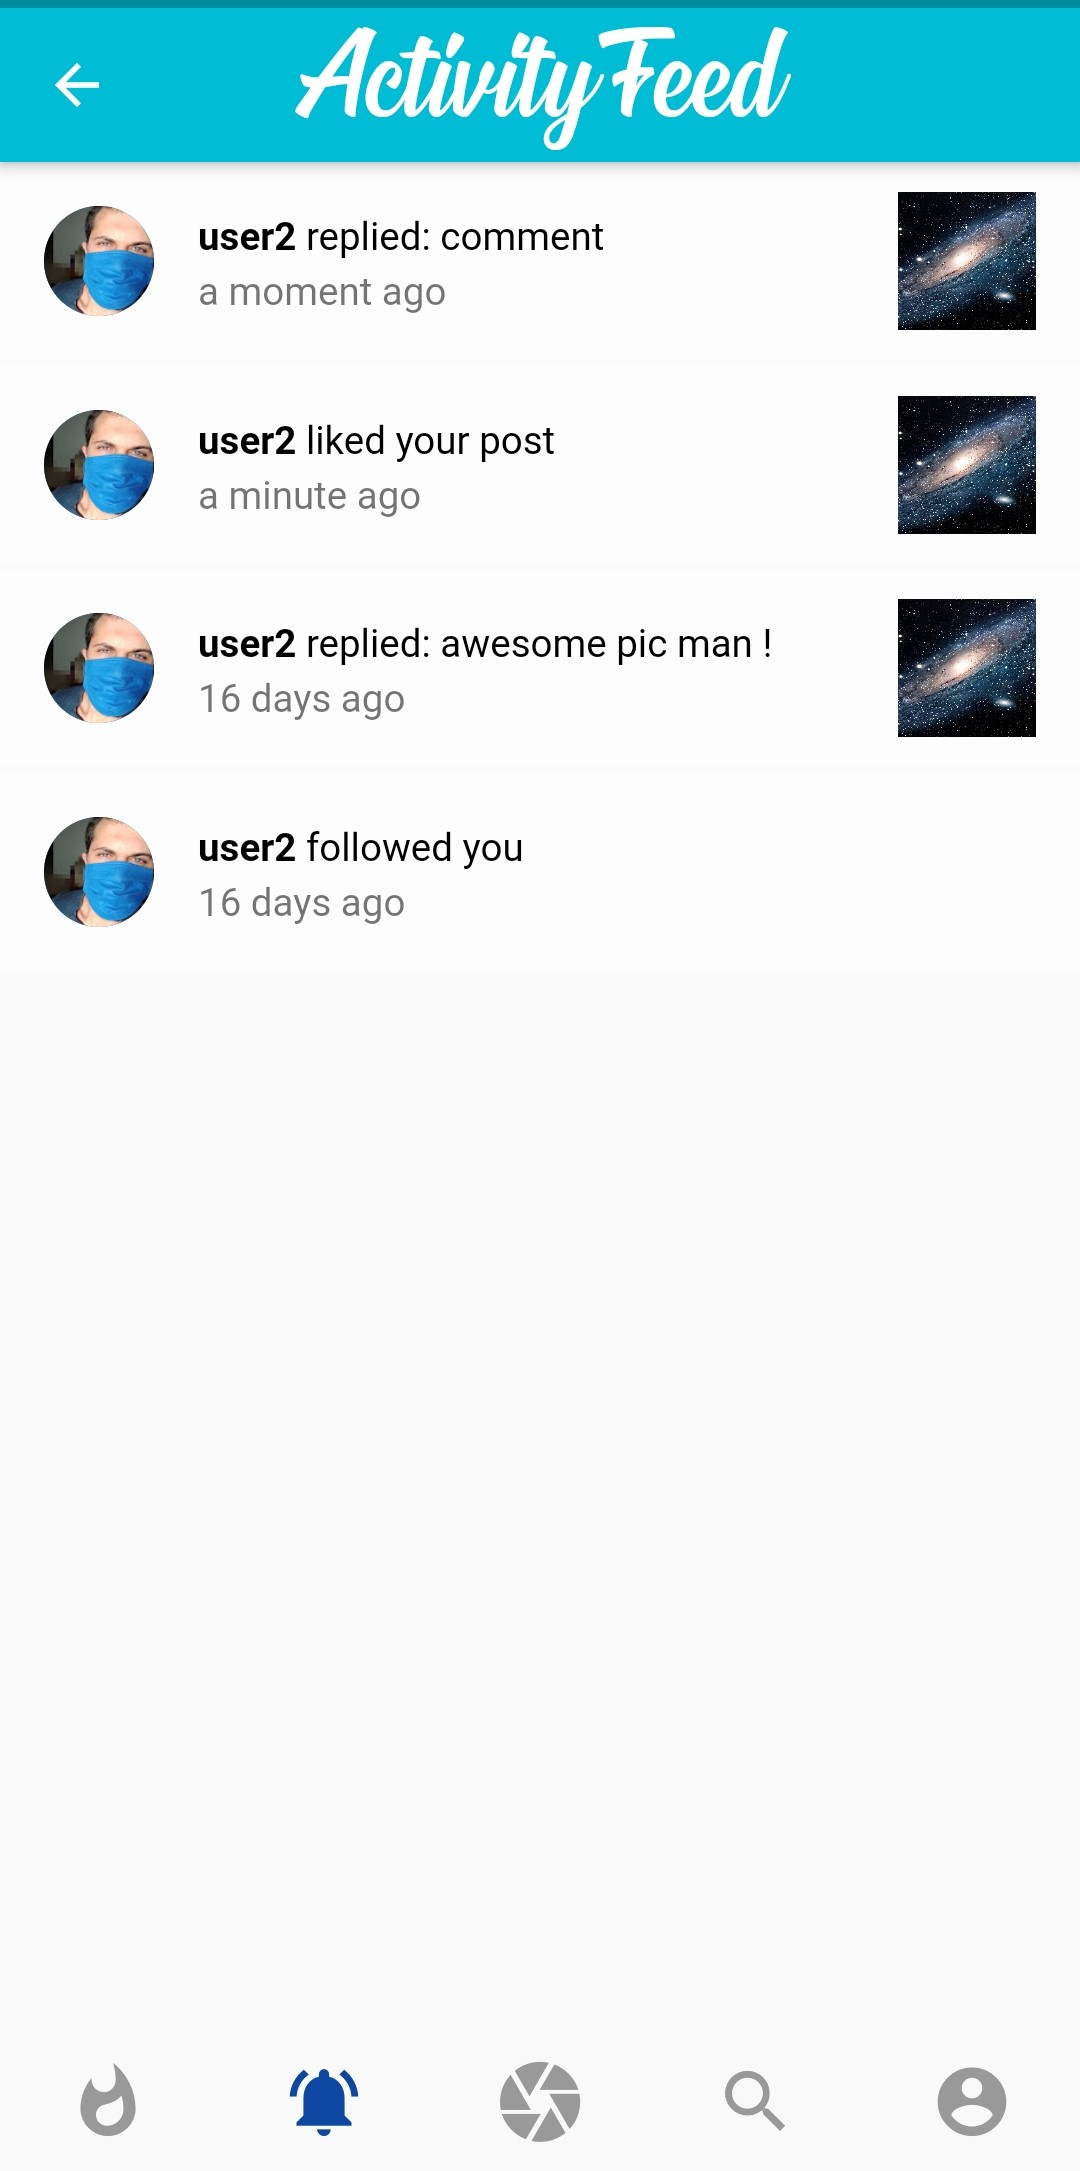 Activity Feed
user2 replied: comment
a moment ago
user2 liked your post
a minute ago
user2 replied: awesome pic man !
16 days ago
user2 followed you
16 days ago